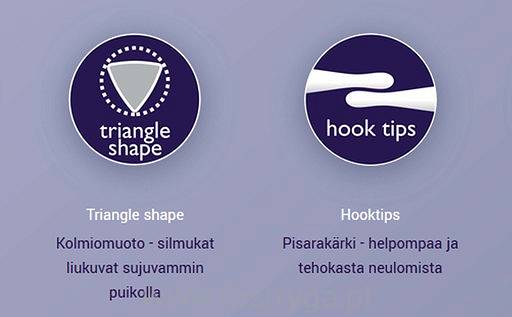 triangle
shape
hook tips
Triangle shape
Hooktips
Kolmiomuoto - silmukat
liukuvat sujuvammin
puikolla
Pisarakärki - helpompaa ja
tehokasta neulomista